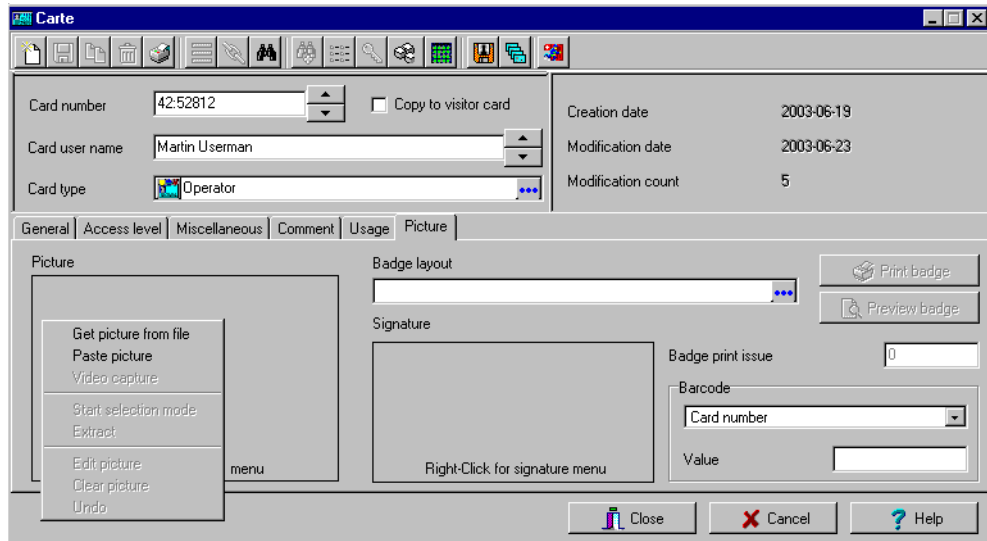 Carte
Card number
42:52812
Copy to visitor card
Card user name
Martin Userman
Card type
Operator
Creation date
2003-06-19
Modification date
2003-06-23
Modification count
5
General
Access level
Miscellaneous
Comment
Usage
Picture
Picture
Get picture from file
Paste picture
Video capture
Start selection mode
Extract
Edit picture
Clear picture
Undo
menu
Badge layout
Signature
Right-Click for signature menu
Print badge
Preview badge
Badge print issue
0
Barcode
Card number
Value
Close
Cancel
Help